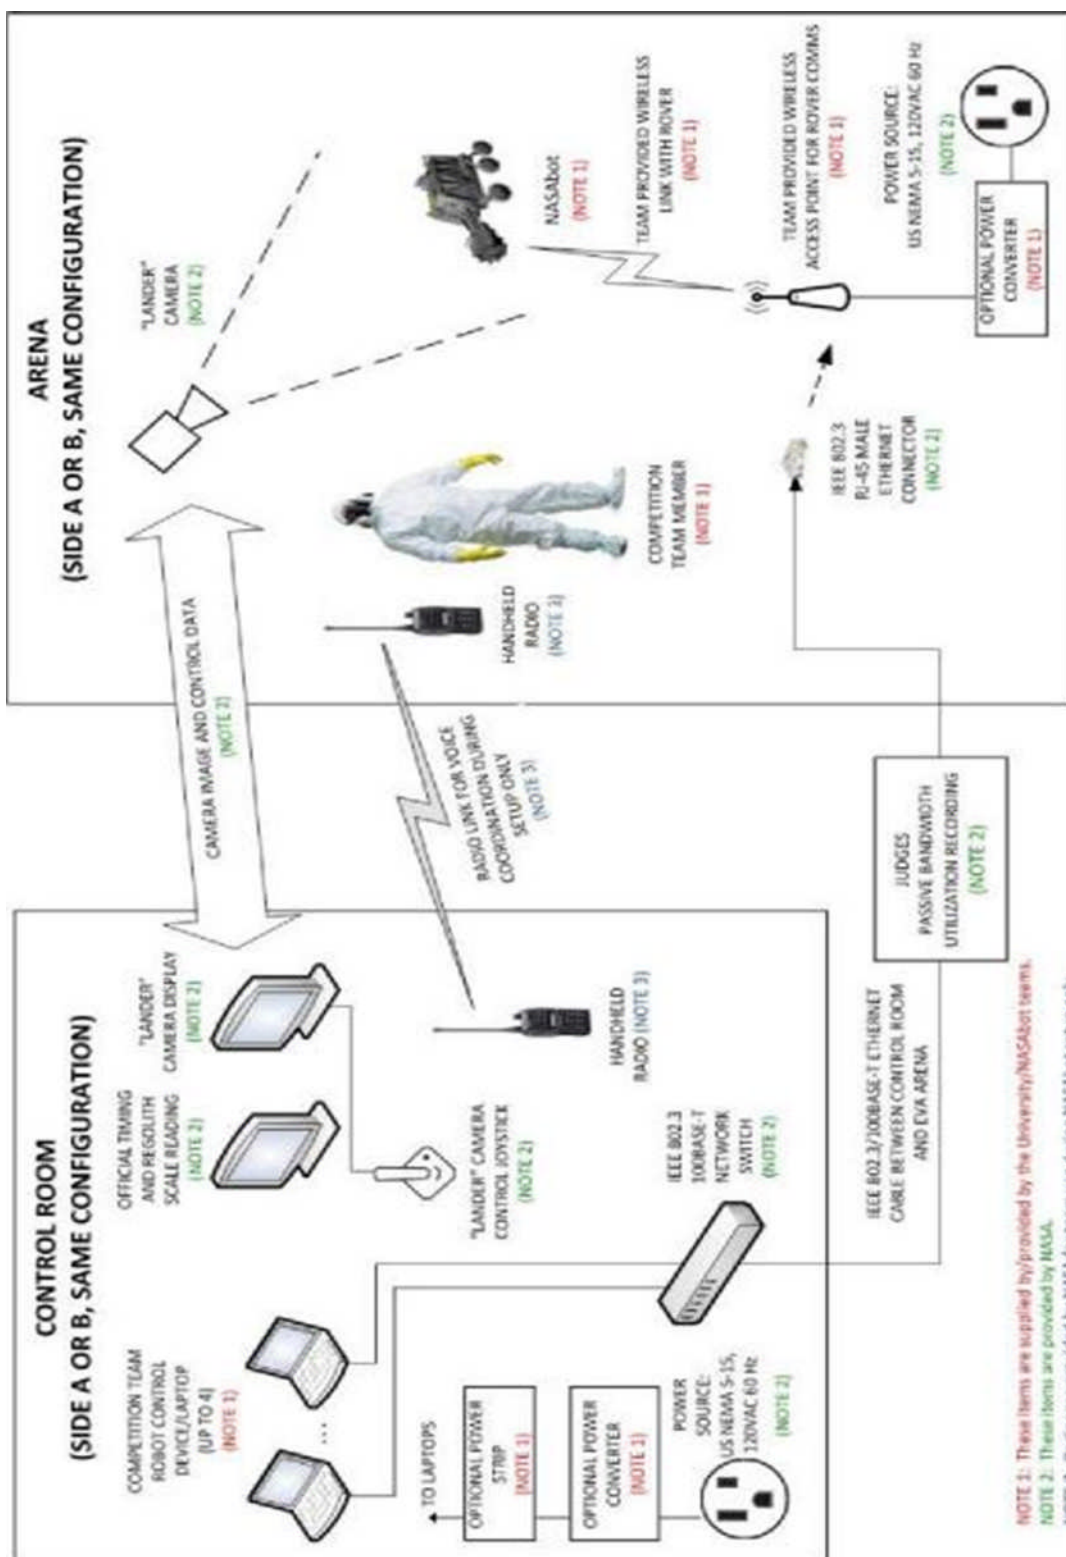 CONTROL ROOM
(SIDE A OR B, SAME CONFIGURATION)
COMPETITION TEAM
ROBOT CONTROL
DEVICE/LAPTOP
(UP TO 4)
(NOTE 1)
...
OFFICIAL TIMING
AND REGOLITH
SCALE READING
(NOTE 2)
"LANDER"
CAMERA DISPLAY
(NOTE 2)
"LANDER" CAMERA
CONTROL JOYSTICK
(NOTE 2)
TO LAPTOPS
OPTIONAL POWER
STRIP
(NOTE 1)
OPTIONAL POWER
CONVERTER
(NOTE 1)
POWER
SOURCE:
US NEMA 5-15,
120VAC 60 Hz
(NOTE 2)
IEEE 802.3
100BASE-T
NETWORK
SWITCH
(NOTE 2)
HANDHELD
RADIO (NOTE 3)
CAMERA IMAGE AND CONTROL DATA
(NOTE 2)
RADIO LINK FOR VOICE
COORDINATION DURING
SETUP ONLY
(NOTE 3)
IEEE 802.3/100BASE-T ETHERNET
CABLE BETWEEN CONTROL ROOM
AND EVA ARENA
JUDGES
PASSIVE BANDWIDTH
UTILIZATION RECORDING
(NOTE 2)
ARENA
(SIDE A OR B, SAME CONFIGURATION)
"LANDER"
CAMERA
(NOTE 2)
HANDHELD
RADIO
(NOTE 3)
COMPETITION
TEAM MEMBER
(NOTE 1)
NASAbot
(NOTE 1)
TEAM PROVIDED WIRELESS
LINK WITH ROVER
(NOTE 1)
IEEE 802.3
RJ-45 MALE
ETHERNET
CONNECTOR
(NOTE 2)
TEAM PROVIDED WIRELESS
ACCESS POINT FOR ROVER COMMS
(NOTE 1)
POWER SOURCE:
US NEMA 5-15, 120VAC 60 Hz
(NOTE 2)
OPTIONAL POWER
CONVERTER
(NOTE 1)
NOTE 1: These items are supplied by/provided by the University/NASAbot teams.
NOTE 2: These items are provided by NASA.